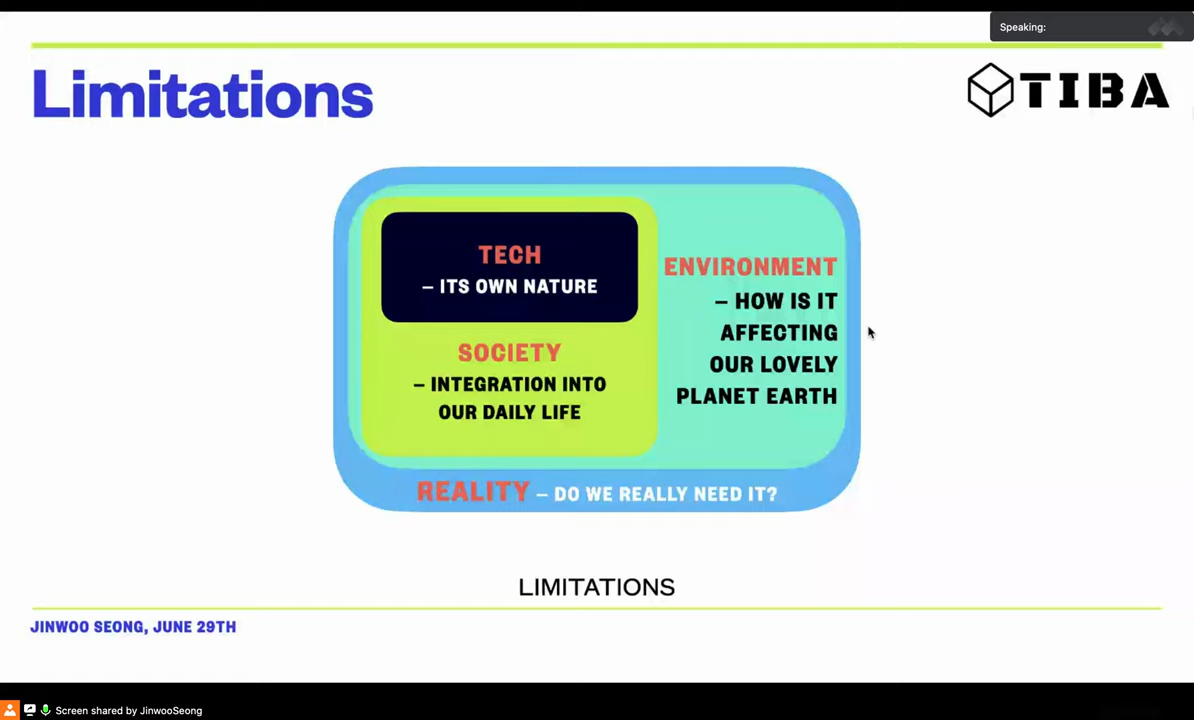 Speaking:
Limitations
TIBA
TECH
– ITS OWN NATURE
SOCIETY
– INTEGRATION INTO
OUR DAILY LIFE
ENVIRONMENT
– HOW IS IT
AFFECTING
OUR LOVELY
PLANET EARTH
REALITY – DO WE REALLY NEED IT?
LIMITATIONS
JINWOO SEONG, JUNE 29TH
Screen shared by JinwooSeong